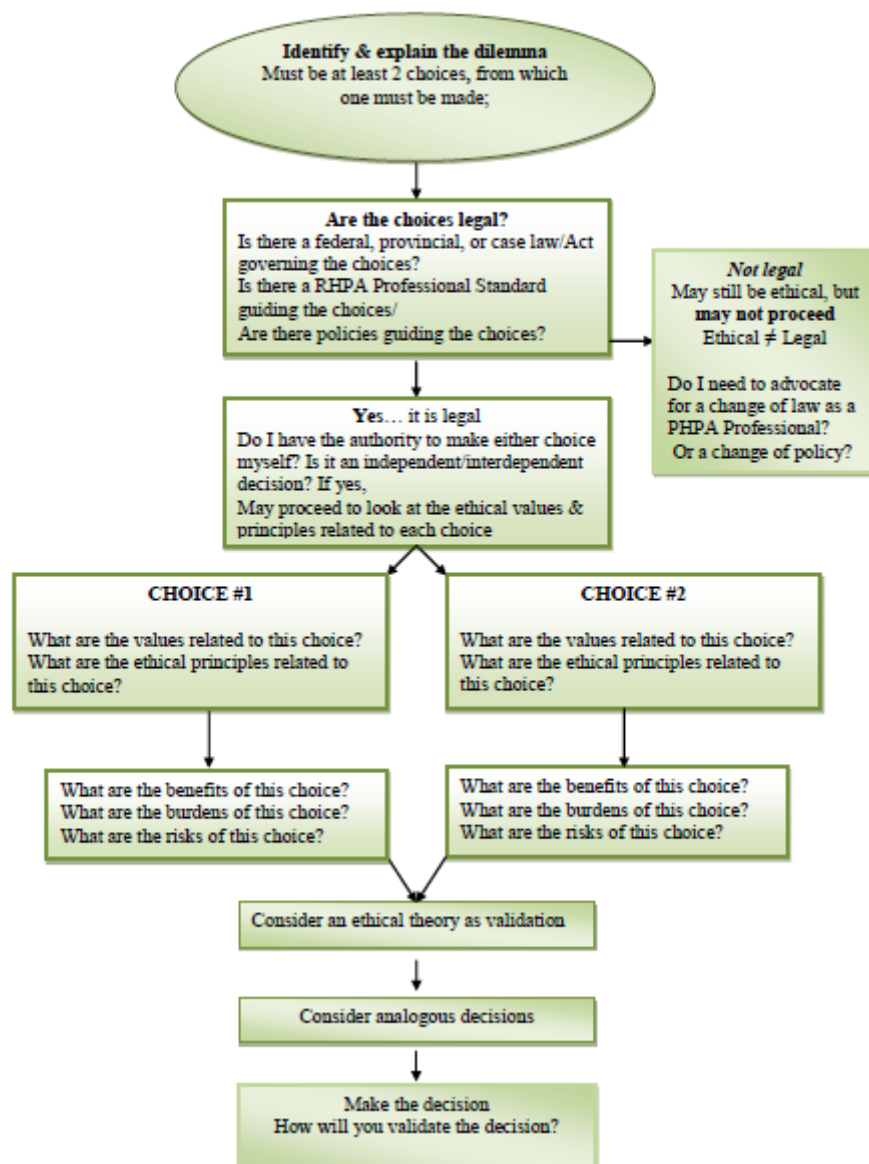 Identify & explain the dilemma
Must be at least 2 choices, from which
one must be made;
Are the choices legal?
Is there a federal, provincial, or case law/Act
governing the choices?
Is there a RHPA Professional Standard
guiding the choices/
Are there policies guiding the choices?
Not legal
May still be ethical, but
may not proceed
Ethical ≠ Legal
Do I need to advocate
for a change of law as a
PHPA Professional?
Or a change of policy?
Yes… it is legal
Do I have the authority to make either choice
myself? Is it an independent/interdependent
decision? If yes,
May proceed to look at the ethical values &
principles related to each choice
CHOICE #1
What are the values related to this choice?
What are the ethical principles related to
this choice?
CHOICE #2
What are the values related to this choice?
What are the ethical principles related to
this choice?
What are the benefits of this choice?
What are the burdens of this choice?
What are the risks of this choice?
What are the benefits of this choice?
What are the burdens of this choice?
What are the risks of this choice?
Consider an ethical theory as validation
Consider analogous decisions
Make the decision
How will you validate the decision?